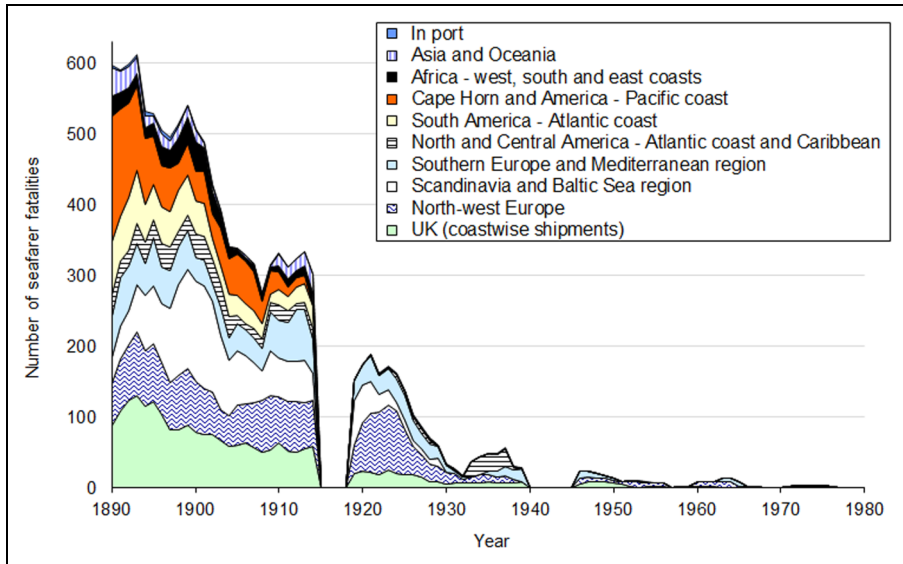 In port
Asia and Oceania
Africa - west, south and east coasts
Cape Horn and America - Pacific coast
South America - Atlantic coast
North and Central America - Atlantic coast and Caribbean
Southern Europe and Mediterranean region
Scandinavia and Baltic Sea region
North-west Europe
UK (coastwise shipments)
Number of seafarer fatalities
600
500
400
300
200
100
0
1890 1900 1910 1920 1930 1940 1950 1960 1970 1980
Year